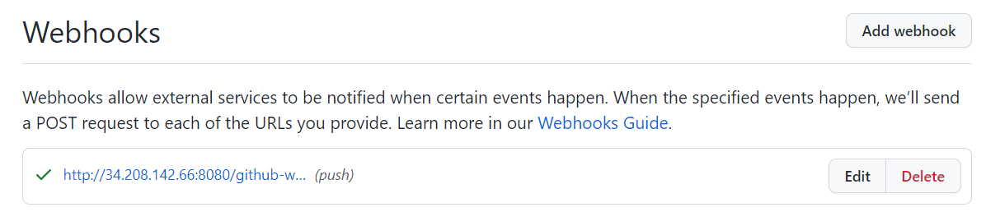 Webhooks
Add webhook
Webhooks allow external services to be notified when certain events happen. When the specified events happen, we’ll send
a POST request to each of the URLs you provide. Learn more in our Webhooks Guide.
http://34.208.142.66:8080/github-w... (push)
Edit
Delete